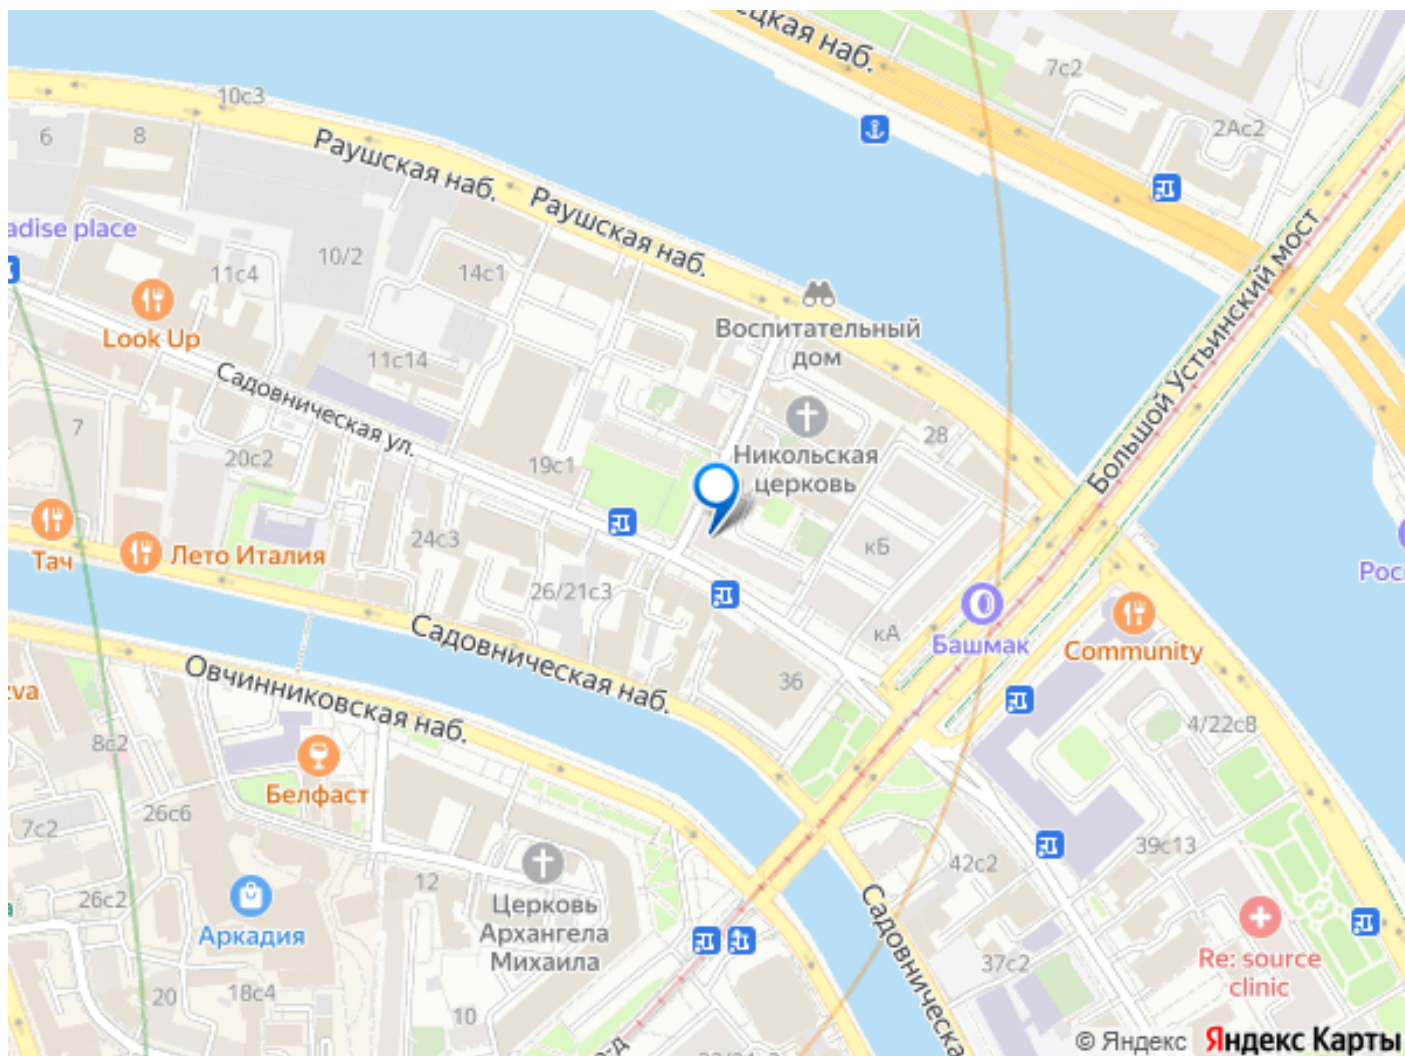 ецкая наб.
7с2
10с3
2Ас2
6
8
Раушская наб.
Раушская наб.
adise place
10/2
11с4
14с1
Большой Устьинский мост
Look Up
Воспитательный
дом
11с14
Садовническая ул.
7
28
20с2
19с1
Никольская
церковь
Тач
Лето Италия
24с3
кБ
Рос
26/21с3
Башмак
Community
кА
Садовническая наб.
Овчинниковская наб.
36
zva
4/22с8
8с2
Белфаст
26с6
7с2
39с13
42с2
12
26с2
Церковь
Архангела
Михаила
Аркадия
Садовническа
Re: source
clinic
37с2
20
18с4
10
© Яндекс Яндекс Карты